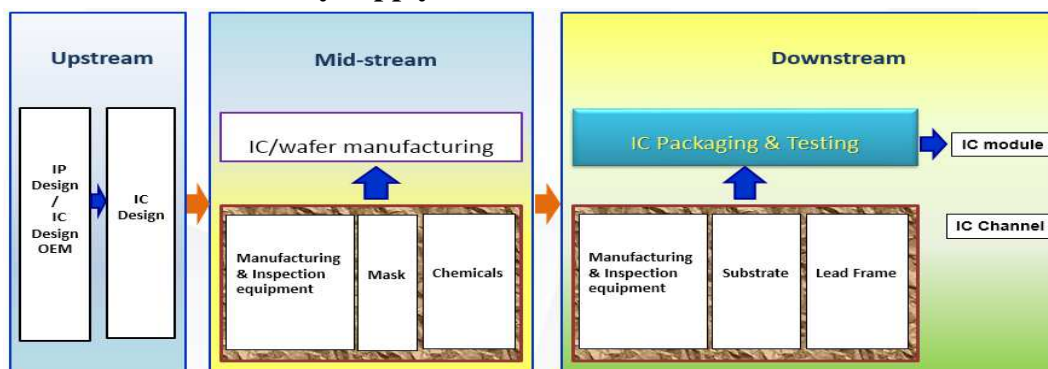 Upstream
IP
Design
/
IC
Design
OEM
IC
Design
Mid-stream
IC/wafer manufacturing
Manufacturing
& Inspection
equipment
Mask
Chemicals
Downstream
IC Packaging & Testing
IC module
IC Channel
Manufacturing
& Inspection
equipment
Substrate
Lead Frame